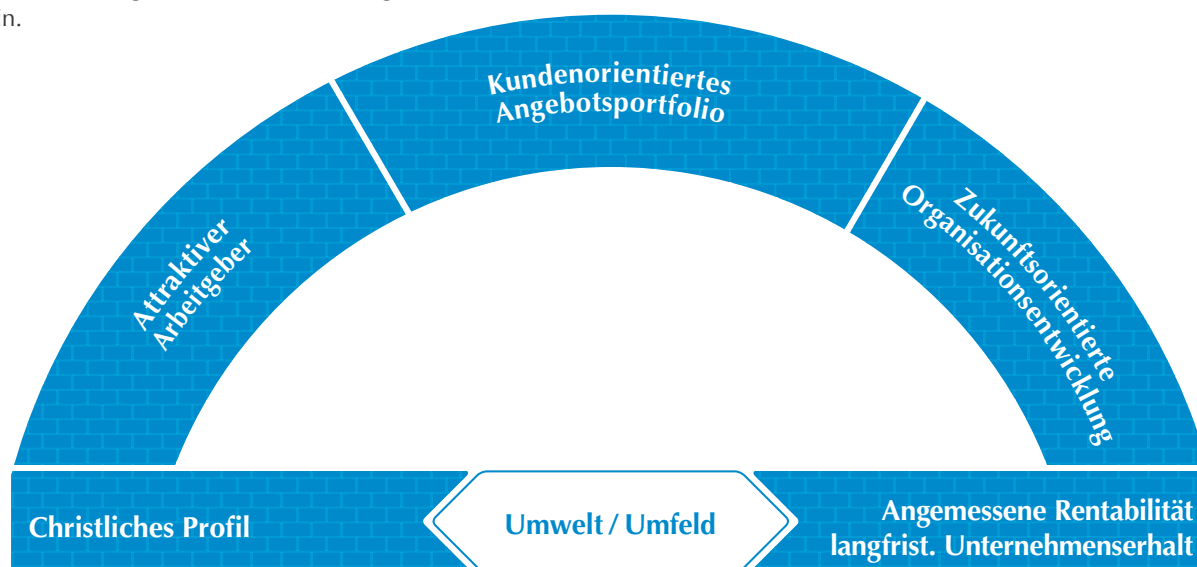 n.
Kundenorientiertes
Angebotsportfolio
Attraktiver
Arbeitgeber
Zukunftsorientierte
Organisationsentwicklung
Christliches Profil
Umwelt / Umfeld
Angemessene Rentabilität
langfrist. Unternehmenserhalt